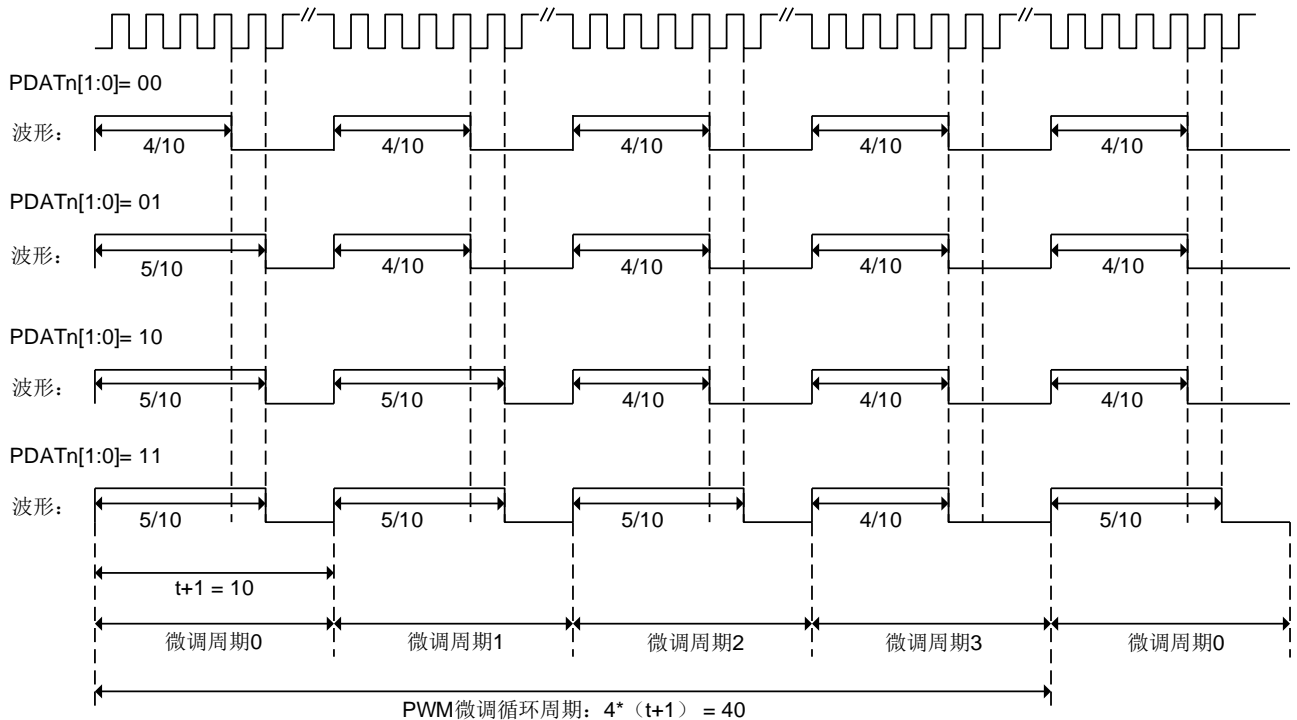 PDATn[1:0]= 00
波形：
4/10 4/10 4/10 4/10 4/10
PDATn[1:0]= 01
波形：
5/10 4/10 4/10 4/10 4/10
PDATn[1:0]= 10
波形：
5/10 5/10 4/10 4/10 4/10
PDATn[1:0]= 11
波形：
5/10 5/10 5/10 4/10 5/10
t+1 = 10
微调周期0 微调周期1 微调周期2 微调周期3 微调周期0
PWM微调循环周期：4*（t+1） = 40